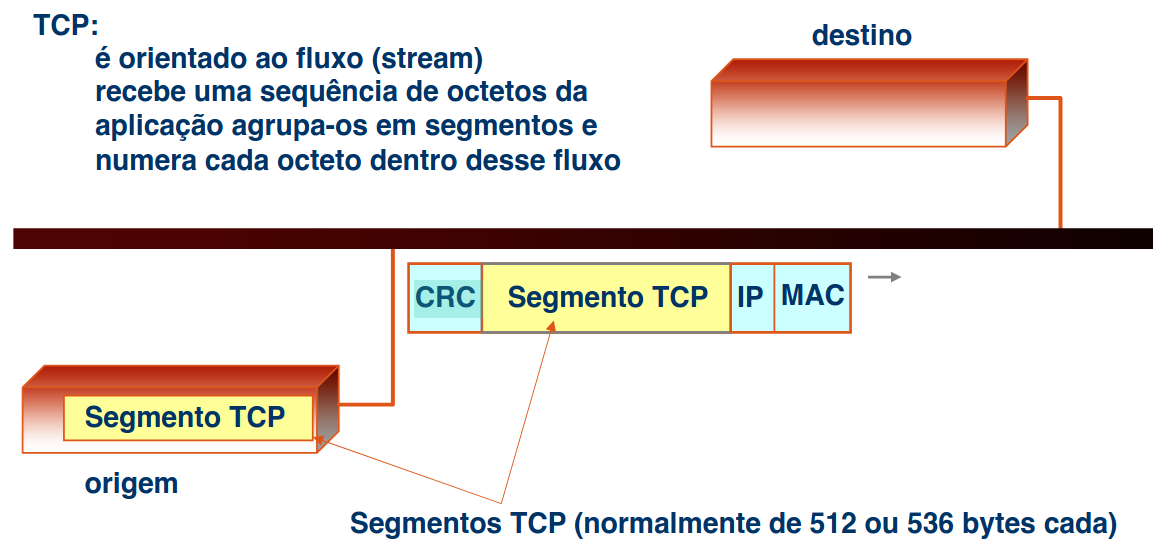 TCP:
é orientado ao fluxo (stream)
recebe uma sequência de octetos da
aplicação agrupa-os em segmentos e
numera cada octeto dentro desse fluxo
destino
CRC Segmento TCP IP MAC
Segmento TCP
origem
Segmentos TCP (normalmente de 512 ou 536 bytes cada)